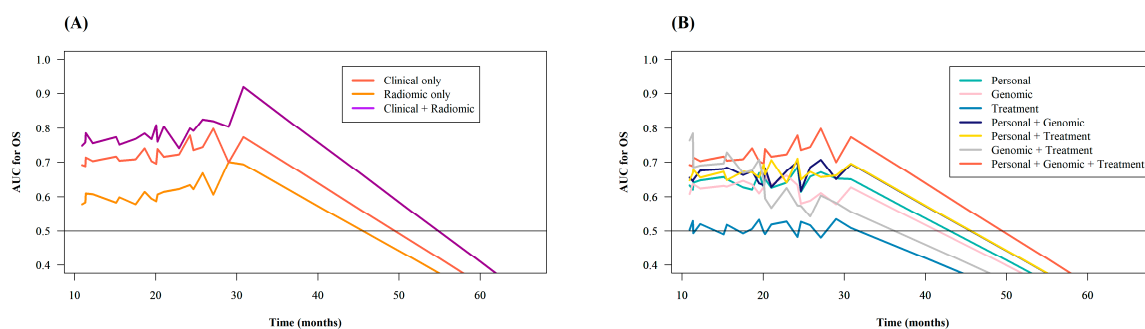 (A)
AUC for OS
1.0
0.9
0.8
0.7
0.6
0.5
0.4
Clinical only
Radiomic only
Clinical + Radiomic
10
20
30
40
50
60
Time (months)
(B)
AUC for OS
1.0
0.9
0.8
0.7
0.6
0.5
0.4
Personal
Genomic
Treatment
Personal + Genomic
Personal + Treatment
Genomic + Treatment
Personal + Genomic + Treatment
10
20
30
40
50
60
Time (months)